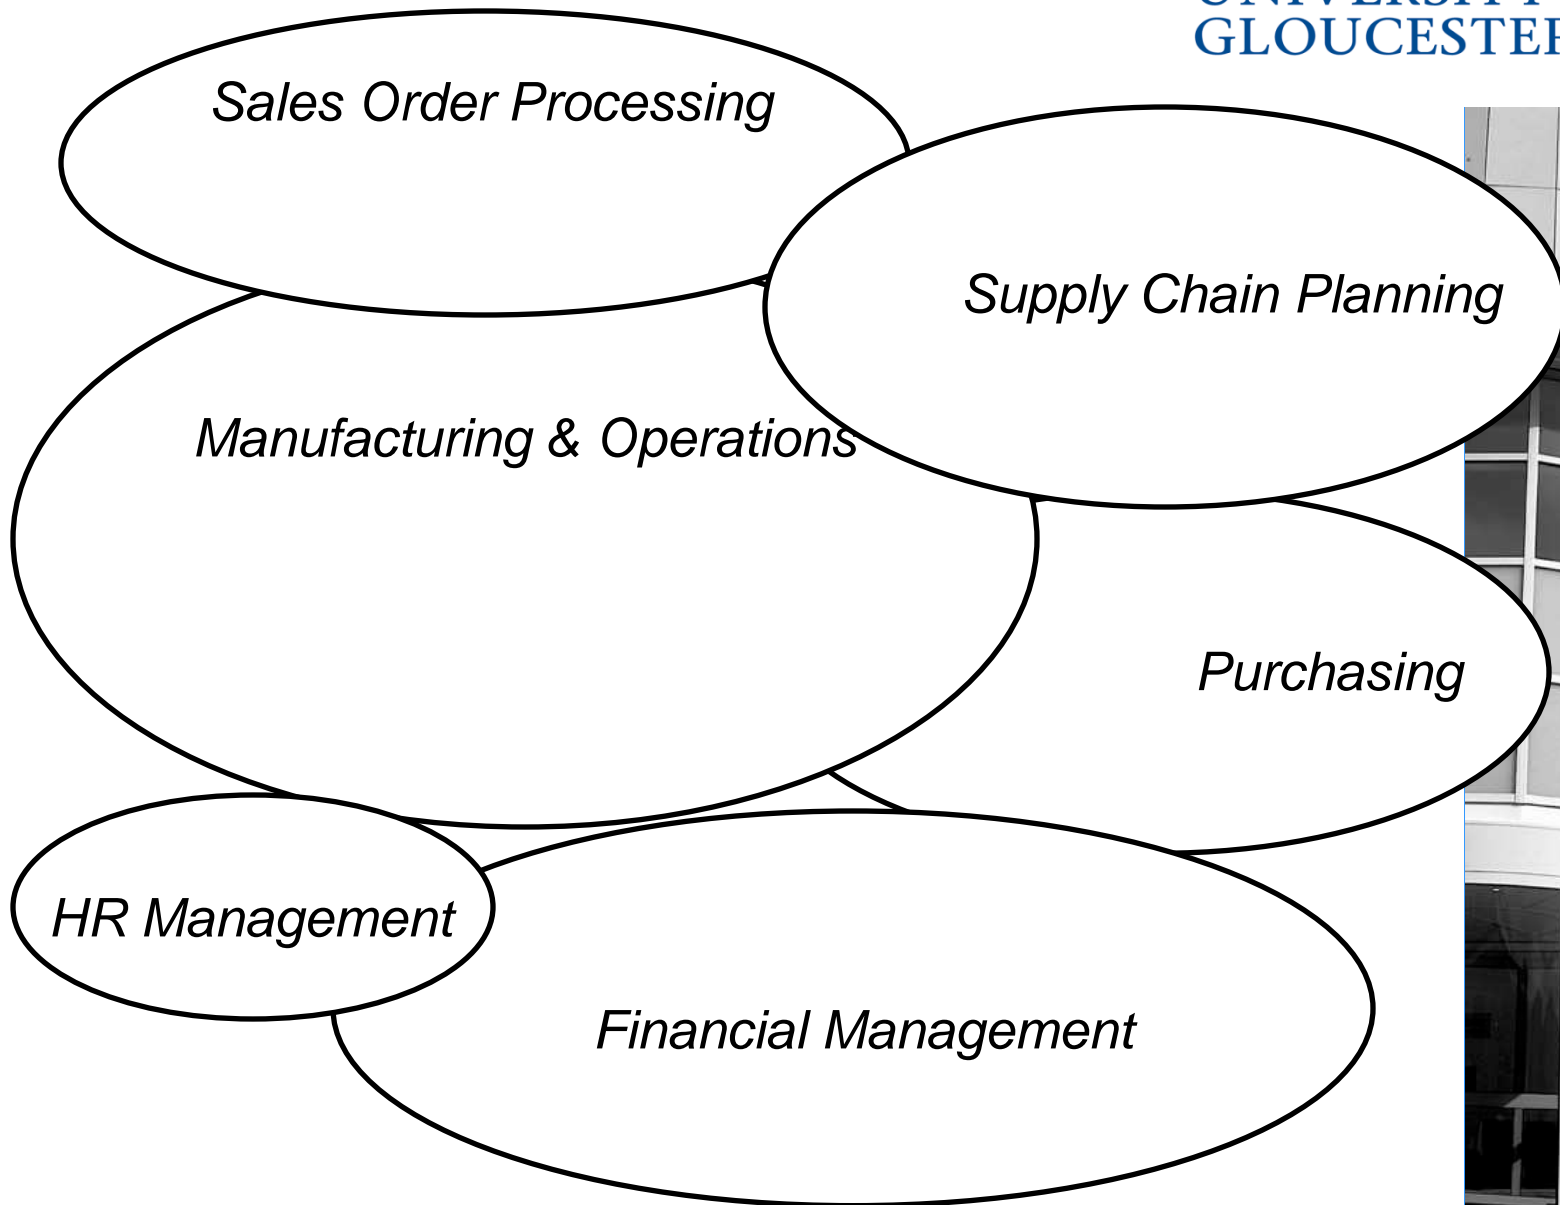 GLOUCESTER
Sales Order Processing
Supply Chain Planning
Manufacturing & Operations
Purchasing
HR Management
Financial Management